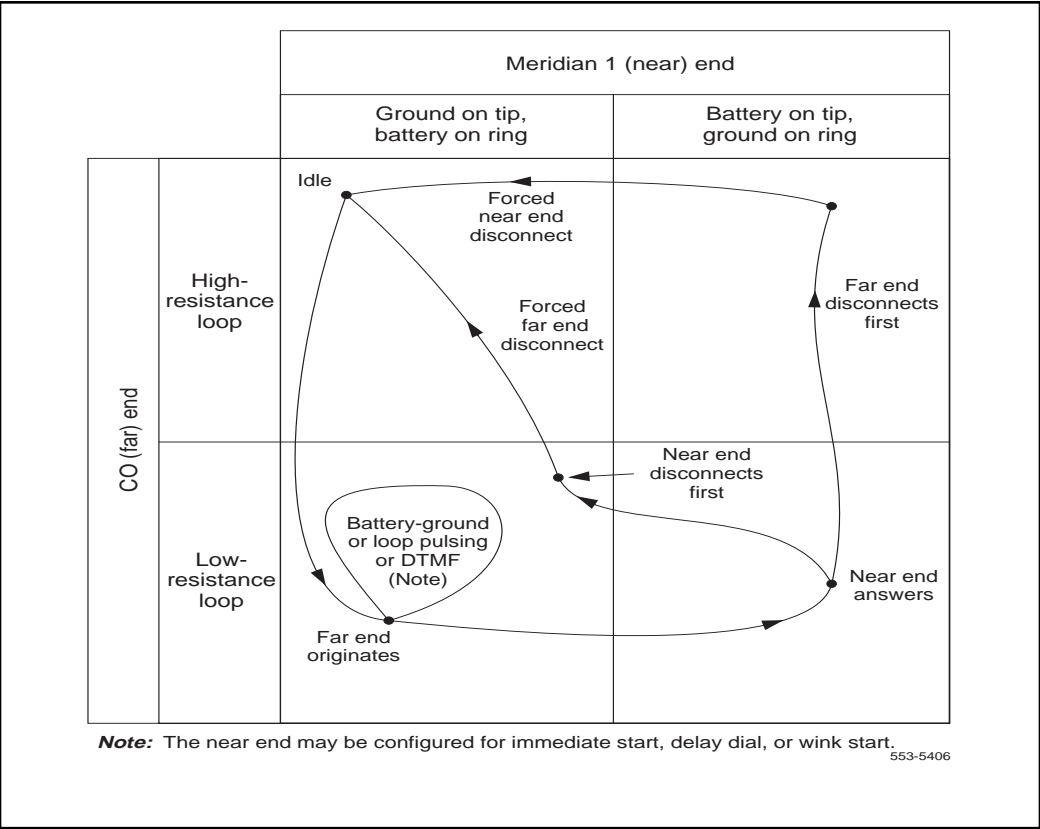 Meridian 1 (near) end
Ground on tip,
battery on ring
Battery on tip,
ground on ring
CO (far) end
High-
resistance
loop
Idle
Forced
near end
disconnect
Forced
far end
disconnect
Far end
disconnects
first
Low-
resistance
loop
Near end
disconnects
first
Battery-ground
or loop pulsing
or DTMF
(Note)
Near end
answers
Far end
originates
Note: The near end may be configured for immediate start, delay dial, or wink start.
553-5406